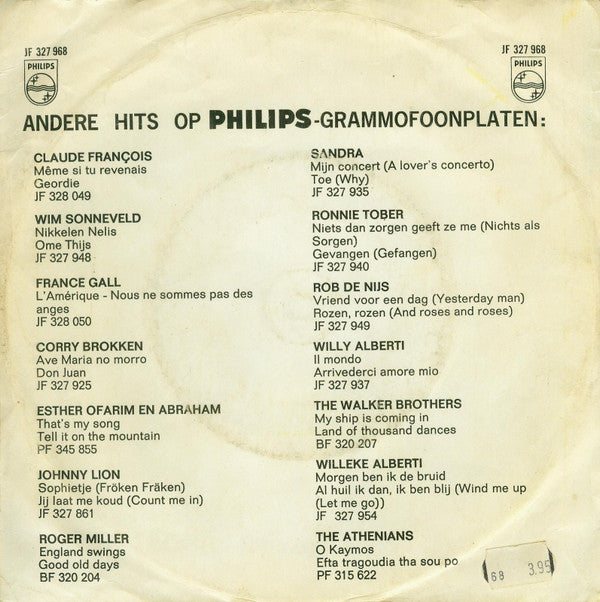 JF 327 968
JF 327 968
PHILIPS
PHILIPS
ANDERE HITS OP PHILIPS-GRAMMOFOONPLATEN:
CLAUDE FRANÇOIS
Même si tu revenais
Geordie
JF 328 049
WIM SONNEVELD
Nikkelen Nelis
Ome Thijs
JF 327 948
FRANCE GALL
L'Amérique - Nous ne sommes pas des
anges
JF 328 050
CORRY BROKKEN
Ave Maria no morro
Don Juan
JF 327 925
ESTHER OFARIM EN ABRAHAM
That's my song
Tell it on the mountain
PF 345 855
JOHNNY LION
Sophietje (Fröken Fräken)
Jij laat me koud (Count me in)
JF 327 861
ROGER MILLER
England swings
Good old days
BF 320 204
SANDRA
Mijn concert (A lover's concerto)
Toe (Why)
JF 327 935
RONNIE TOBER
Niets dan zorgen geeft ze me (Nichts als
Sorgen)
Gevangen (Gefangen)
JF 327 940
ROB DE NIJS
Vriend voor een dag (Yesterday man)
Rozen, rozen (And roses and roses)
JF 327 949
WILLY ALBERTI
Il mondo
Arrivederci amore mio
JF 327 937
THE WALKER BROTHERS
My ship is coming in
Land of thousand dances
BF 320 207
WILLEKE ALBERTI
Morgen ben ik de bruid
Al huil ik dan, ik ben blij (Wind me up
(Let me go))
JF 327 954
THE ATHENIANS
O Kaymos
Efta tragoudia tha sou po
PF 315 622
68 3.95